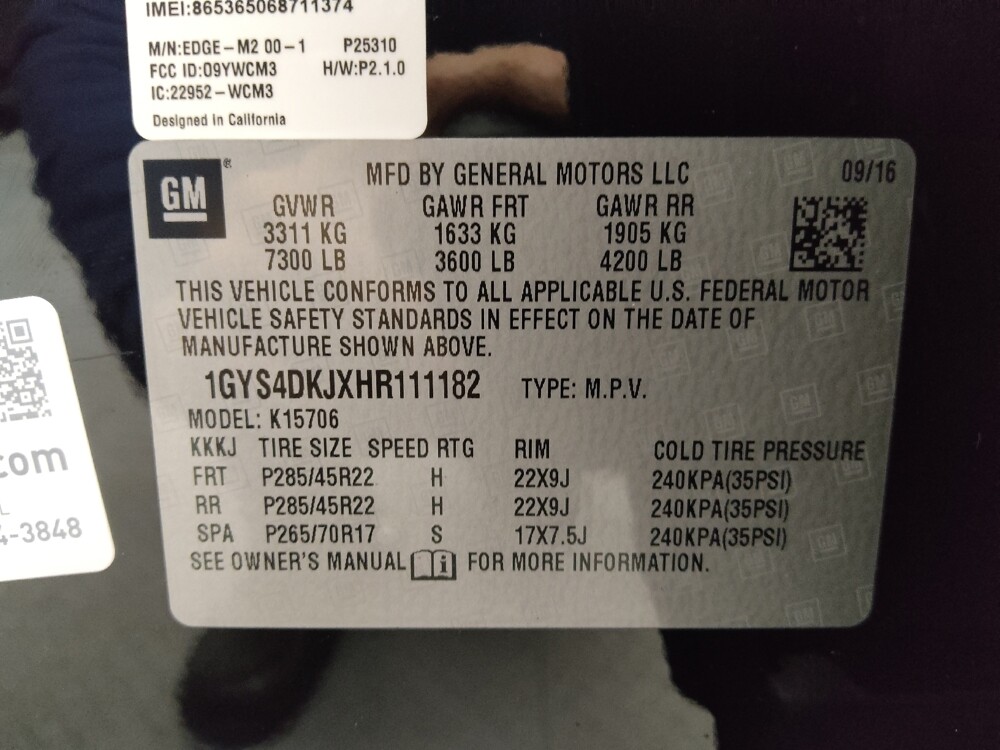 IMEI:865365068711374
M/N:EDGE-M2 00-1 P25310
FCC ID:O9YWCM3 H/W:P2.1.0
IC:22952-WCM3
Designed in California
GM®
MFD BY GENERAL MOTORS LLC 09/16
GVWR GAWR FRT GAWR RR
3311 KG 1633 KG 1905 KG
7300 LB 3600 LB 4200 LB
THIS VEHICLE CONFORMS TO ALL APPLICABLE U.S. FEDERAL MOTOR
VEHICLE SAFETY STANDARDS IN EFFECT ON THE DATE OF
MANUFACTURE SHOWN ABOVE.
1GYS4DKJXHR111182 TYPE: M.P.V.
MODEL: K15706
KKKJ TIRE SIZE SPEED RTG RIM COLD TIRE PRESSURE
FRT P285/45R22 H 22X9J 240KPA(35PSI)
RR P285/45R22 H 22X9J 240KPA(35PSI)
SPA P265/70R17 S 17X7.5J 240KPA(35PSI)
SEE OWNER'S MANUAL i FOR MORE INFORMATION.
.com
L
4-3848